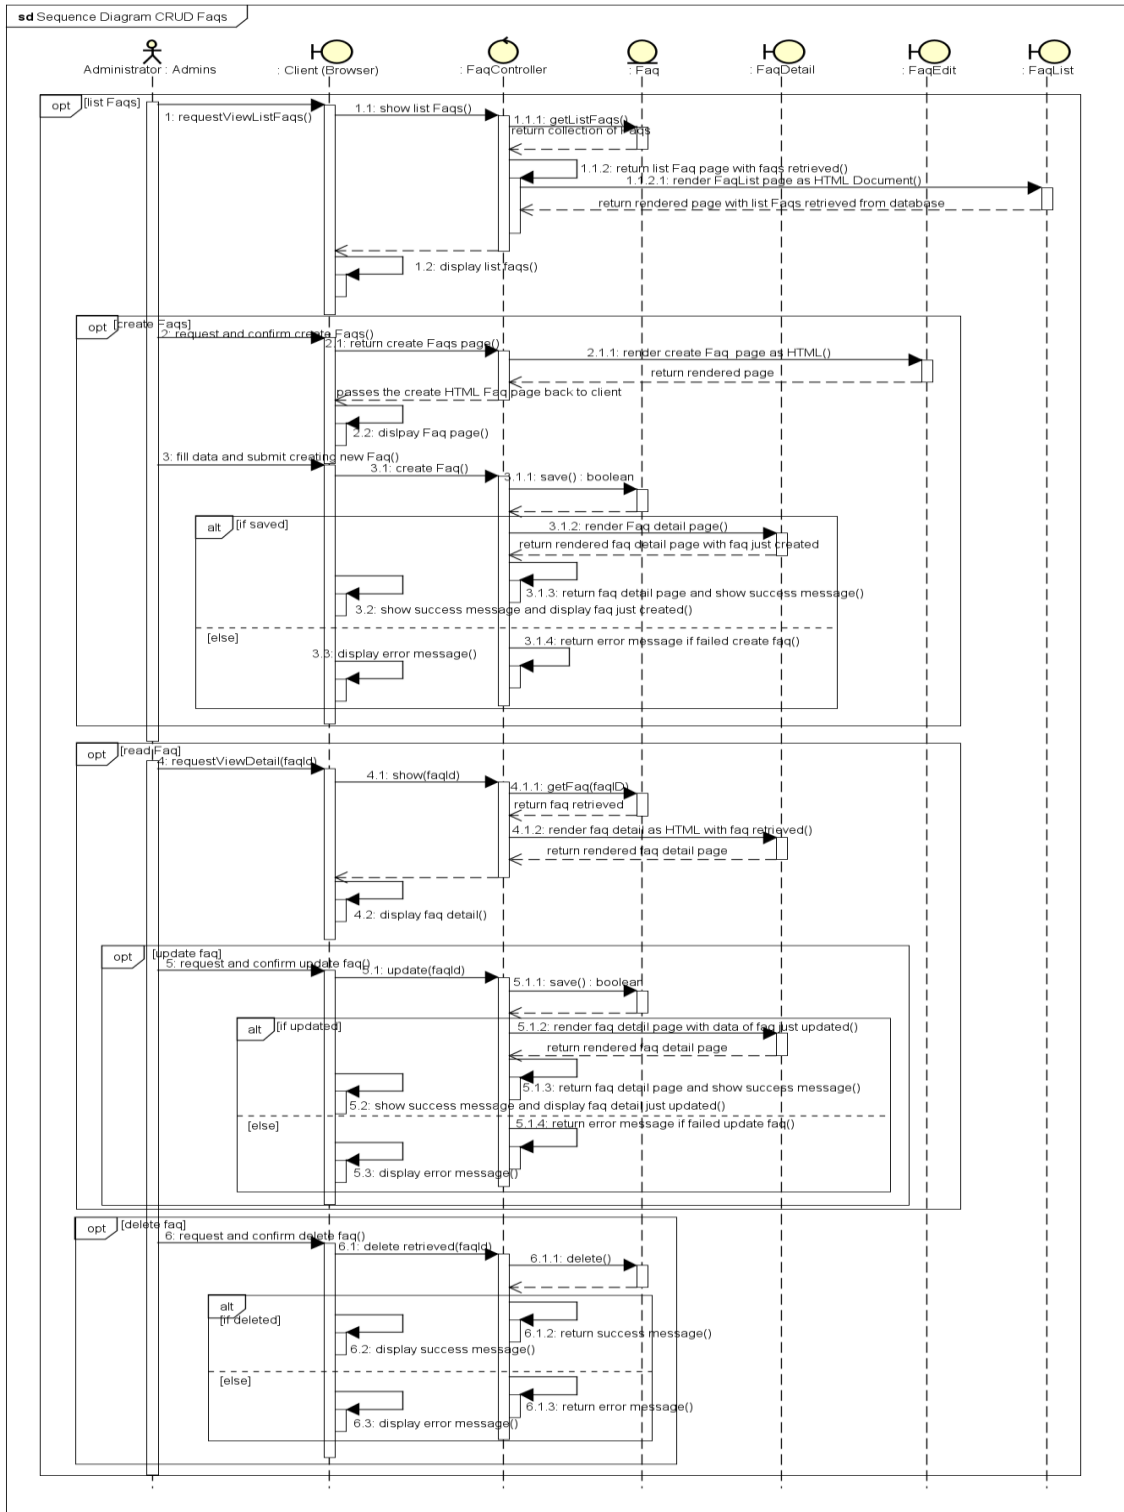 sd Sequence Diagram CRUD Faqs
Administrator : Admins
: Client (Browser)
: FaqController
: Faq
: FaqDetail
: FaqEdit
: FaqList
opt
[list Faqs]
1: requestViewListFaqs()
1.1: show list Faqs()
1.1.1: getListFaqs()
return collection of Faqs
1.1.2: return list Faq page with faqs retrieved()
1.1.2.1: render FaqList page as HTML Document()
return rendered page with list Faqs retrieved from database
1.2: display list faqs()
opt
[create Faqs]
2: request and confirm create Faqs()
2.1: return create Faqs page()
2.1.1: render create Faq page as HTML()
return rendered page
passes the create HTML Faq page back to client
2.2: dislpay Faq page()
3: fill data and submit creating new Faq()
3.1: create Faq()
3.1.1: save() : boolean
alt
[if saved]
3.1.2: render Faq detail page()
return rendered faq detail page with faq just created
3.1.3: return faq detail page and show success message()
3.2: show success message and display faq just created()
[else]
3.1.4: return error message if failed create faq()
3.3: display error message()
opt
[read Faq]
4: requestViewDetail(faqId)
4.1: show(faqId)
4.1.1: getFaq(faqID)
return faq retrieved
4.1.2: render faq detail as HTML with faq retrieved()
return rendered faq detail page
4.2: display faq detail()
opt
[update faq]
5: request and confirm update faq()
5.1: update(faqId)
5.1.1: save() : boolean
alt
[if updated]
5.1.2: render faq detail page with data of faq just updated()
return rendered faq detail page
5.1.3: return faq detail page and show success message()
5.2: show success message and display faq detail just updated()
[else]
5.1.4: return error message if failed update faq()
5.3: display error message()
opt
[delete faq]
6: request and confirm delete faq()
6.1: delete retrieved(faqId)
6.1.1: delete()
alt
[if deleted]
6.1.2: return success message()
6.2: display success message()
[else]
6.1.3: return error message()
6.3: display error message()